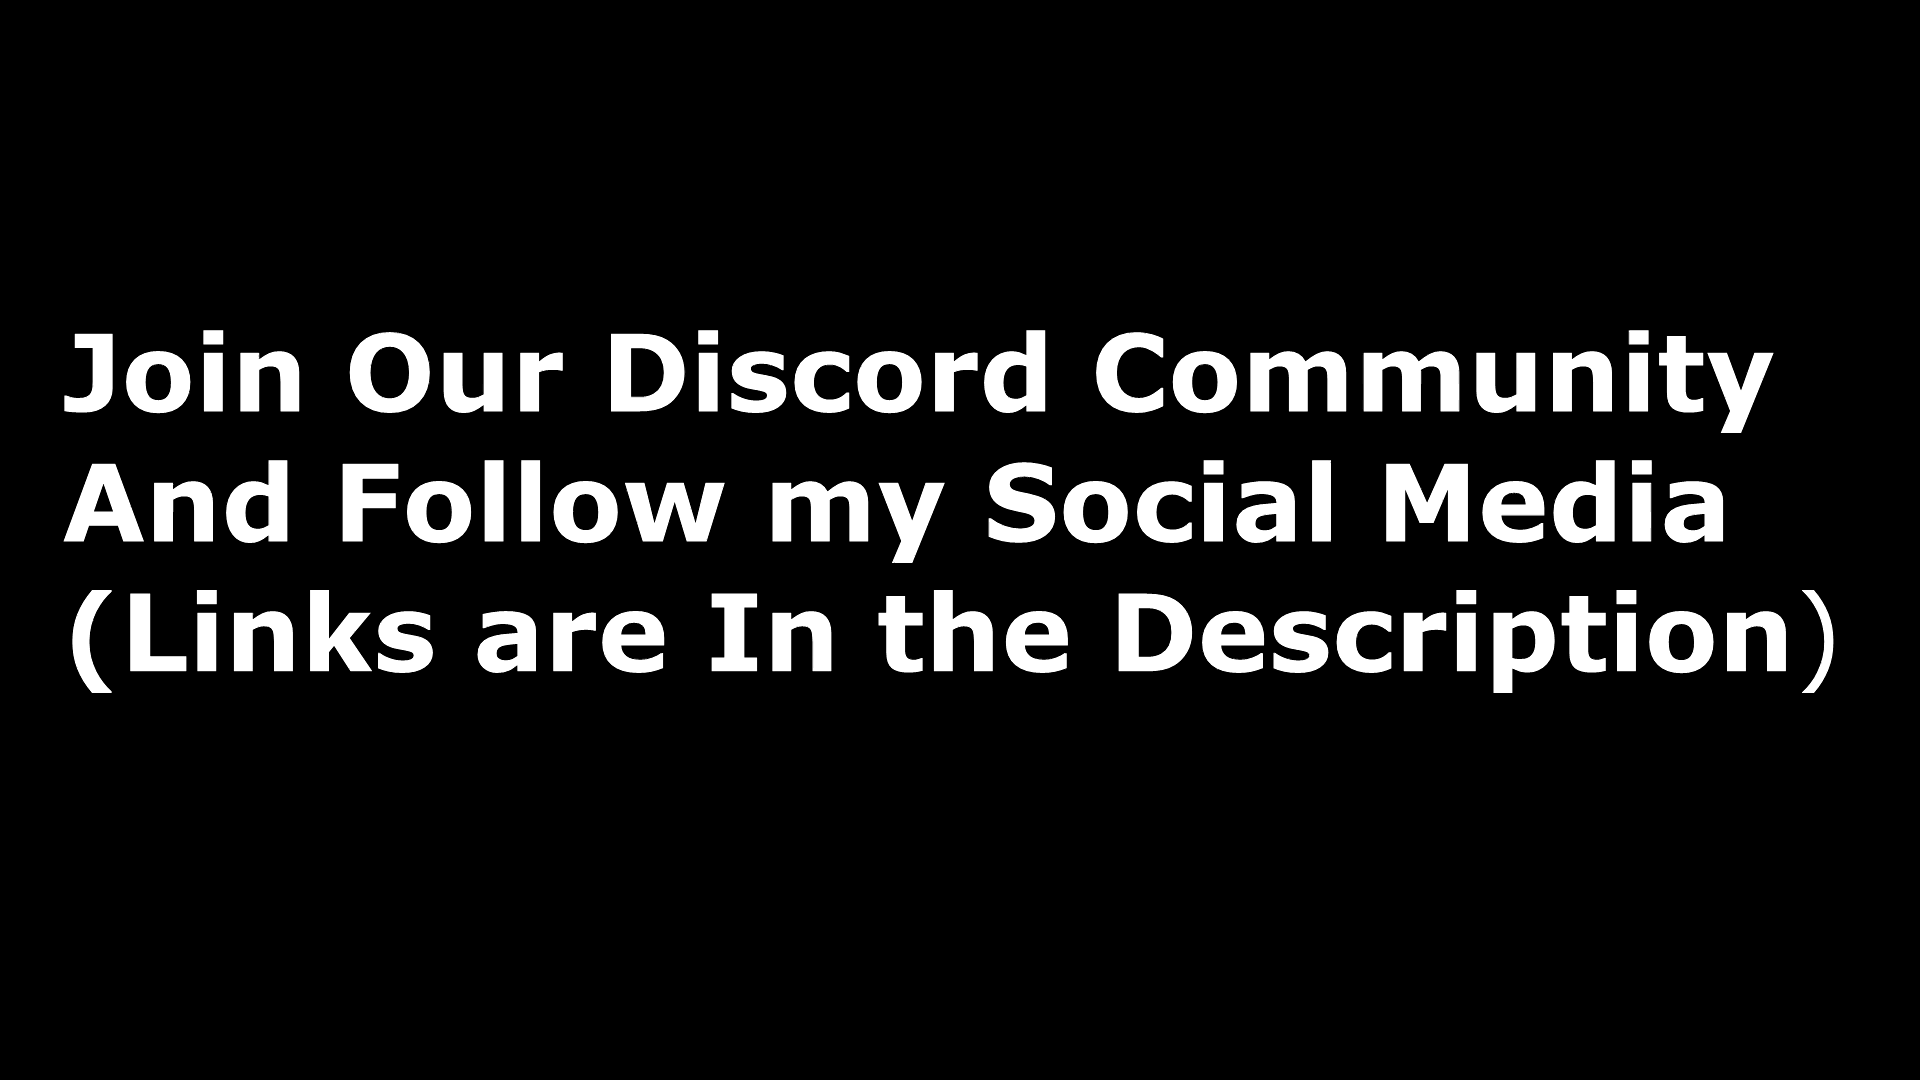 Join Our Discord Community
And Follow my Social Media
(Links are In the Description)